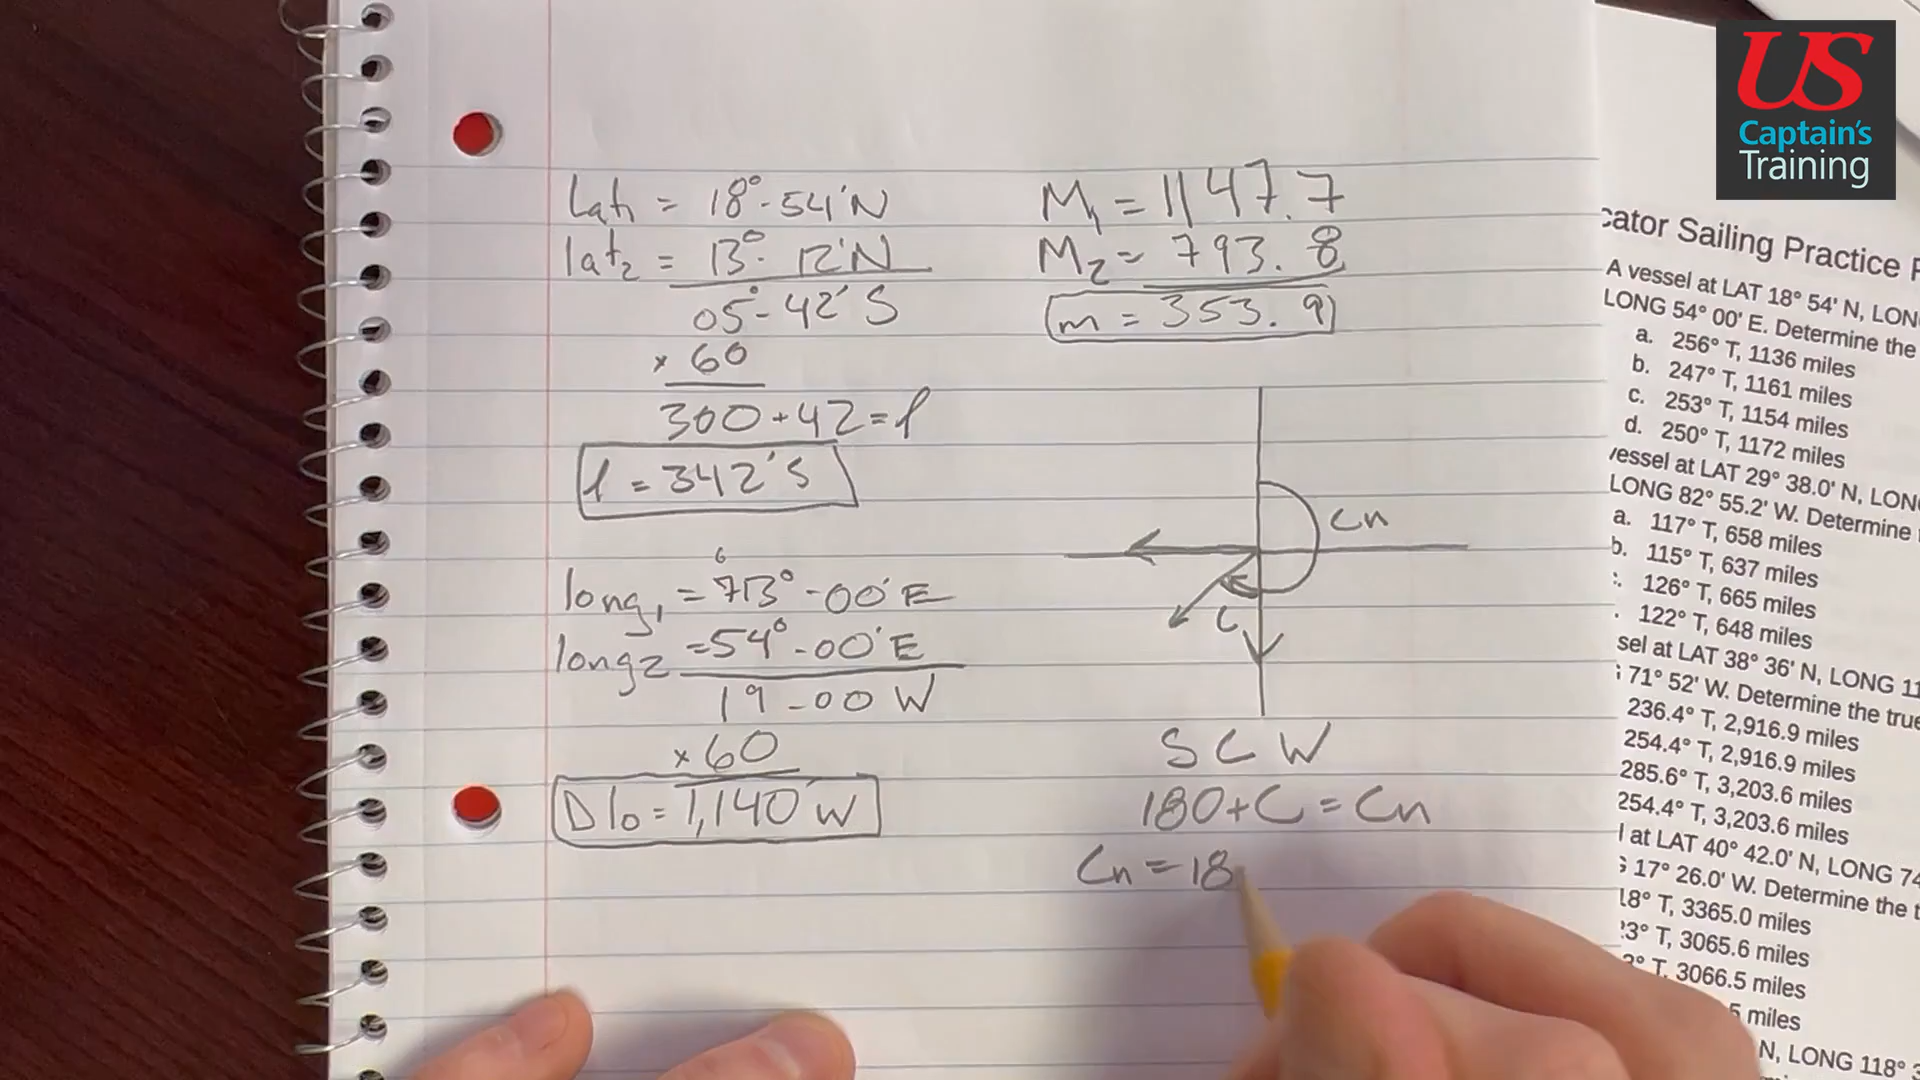 US
Captain's
Training
Lat₁ = 18°-54'N
lat₂ = 13°- 12'N
05°-42'S
× 60
300+42=l
l = 342'S
6
long₁ = 73°-00'E
long2 =54°-00'E
19-00 W
×60
Dlo = 1,140'W
M₁ = 1147.7
M₂= 793.8
m = 353.9
Cn
C
S C W
180+C = Cn
Cn = 18
cator Sailing Practice
A vessel at LAT 18° 54' N,
LONG 54° 00' E. Determine the
a. 256° T, 1136 miles
b. 247° T, 1161 miles
c. 253° T, 1154 miles
d. 250° T, 1172 miles
vessel at LAT 29° 38.0' N,
LONG 82° 55.2' W. Determine
a. 117° T, 658 miles
b. 115° T, 637 miles
126° T, 665 miles
122° T, 648 miles
sel at LAT 38° 36' N, LONG
71° 52' W. Determine the true
236.4° T, 2,916.9 miles
254.4° T, 2,916.9 miles
285.6° T, 3,203.6 miles
254.4° T, 3,203.6 miles
at LAT 40° 42.0' N, LONG 74
17° 26.0' W. Determine the
8° T, 3365.0 miles
3° T, 3065.6 miles
T, 3066.5 miles
miles
N, LONG 118°